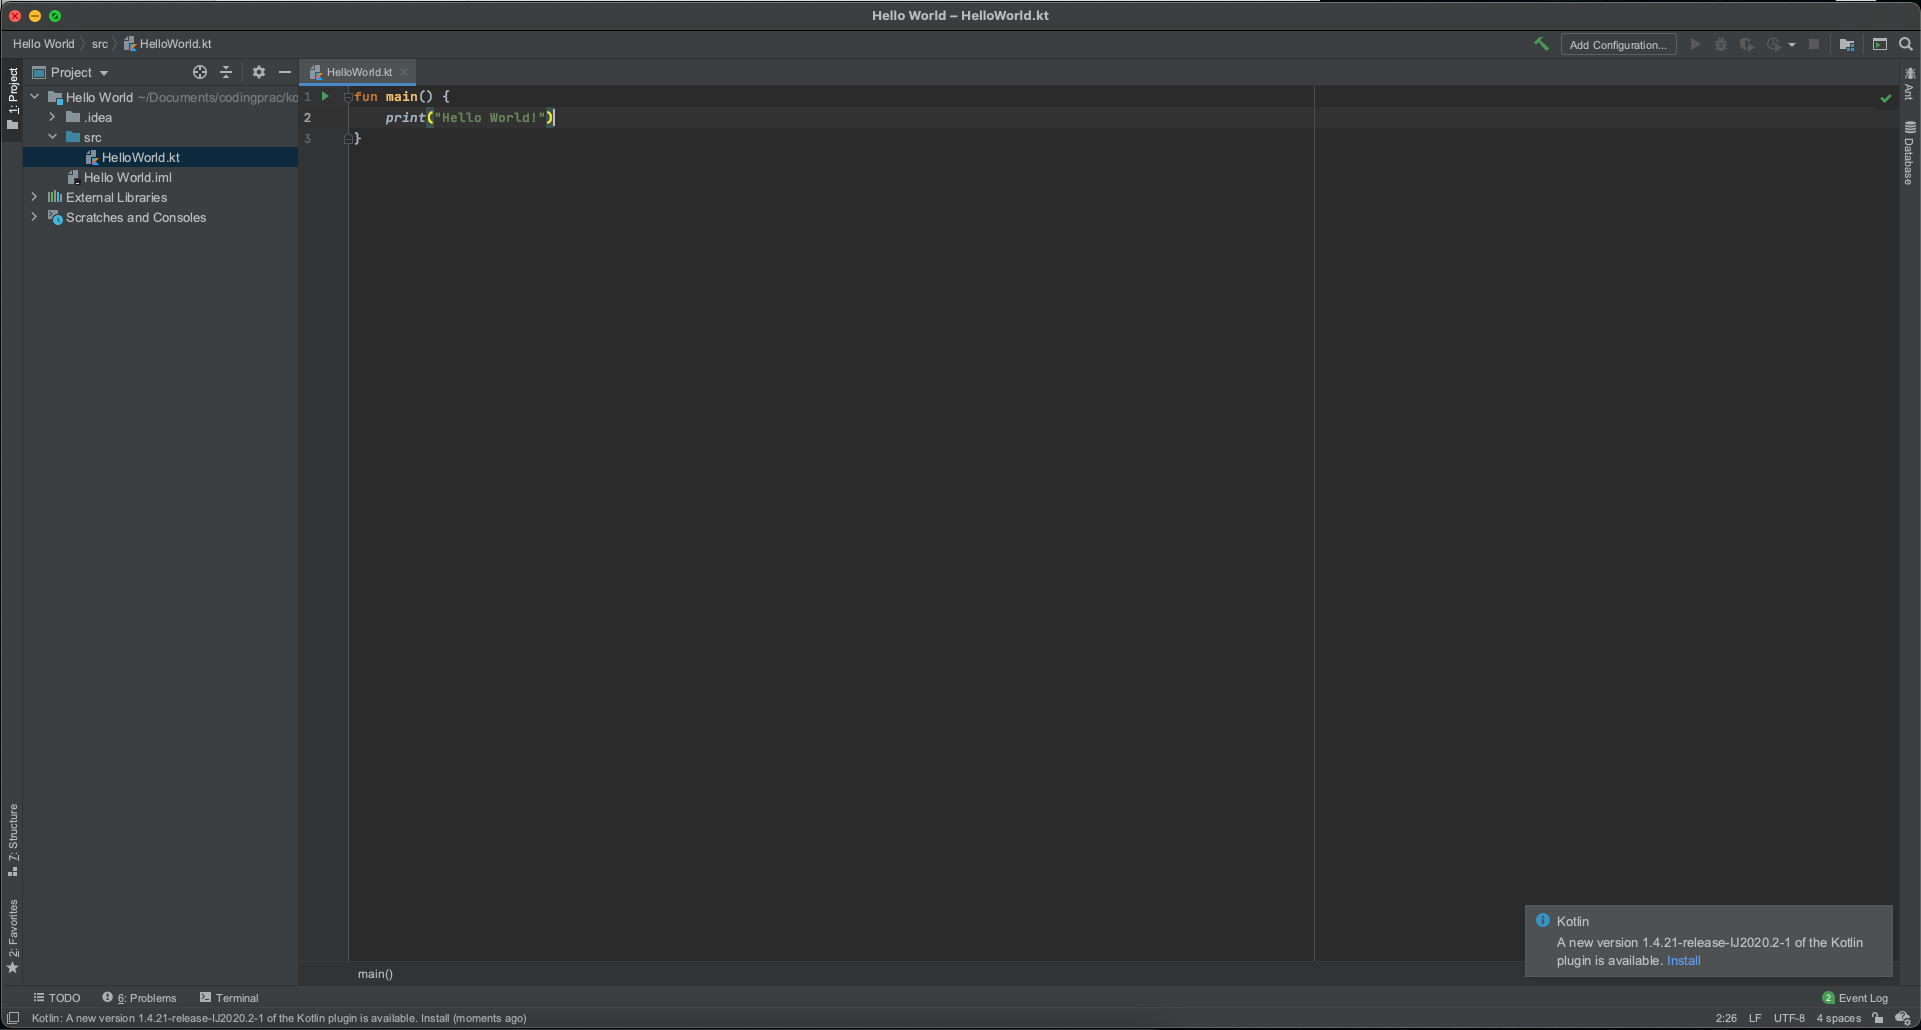 Hello World – HelloWorld.kt
Hello World
src
HelloWorld.kt
Add Configuration...
1: Project
Project
HelloWorld.kt
Ant
Hello World ~/Documents/codingprac/ko
1 fun main() {
.idea
2 print("Hello World!")
src
3 }
HelloWorld.kt
Database
Hello World.iml
External Libraries
Scratches and Consoles
7: Structure
2: Favorites
Kotlin
A new version 1.4.21-release-IJ2020.2-1 of the Kotlin
plugin is available. Install
main()
TODO
6: Problems
Terminal
2 Event Log
Kotlin: A new version 1.4.21-release-IJ2020.2-1 of the Kotlin plugin is available. Install (moments ago)
2:26 LF UTF-8 4 spaces